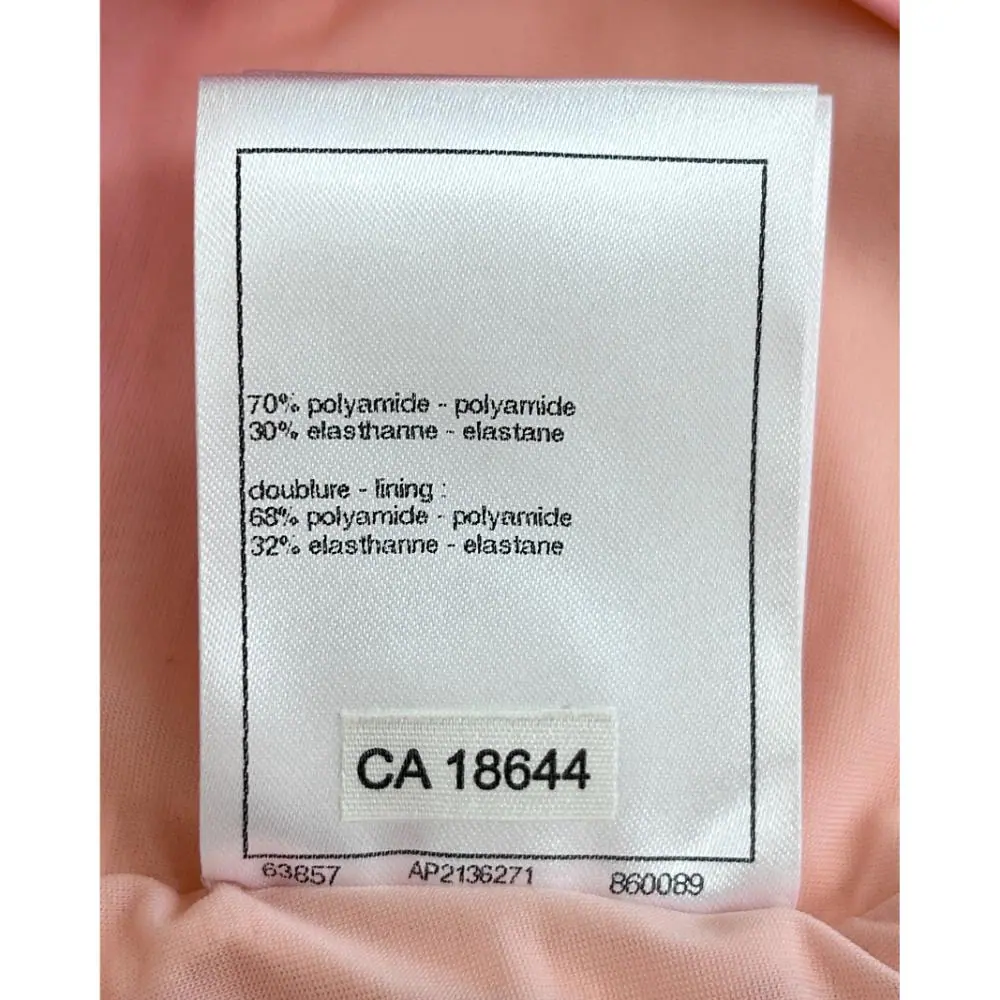 70% polyamide - polyamide
30% elasthanne - elastane
doublure - lining :
68% polyamide - polyamide
32% elasthanne - elastane
CA 18644
63857 AP2136271 860089